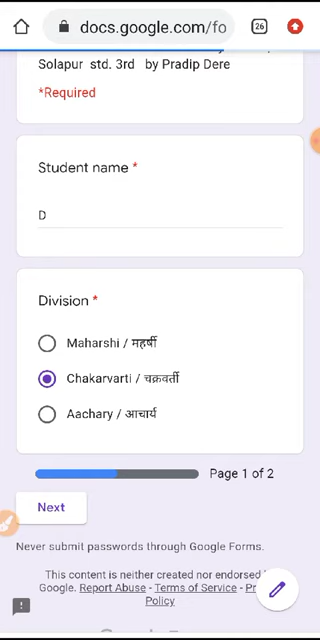 docs.google.com/fo
26
Solapur std. 3rd by Pradip Dere
*Required
Student name *
D
Division *
Maharshi / महर्षी
Chakarvarti / चक्रवर्ती
Aachary / आचार्य
Page 1 of 2
Next
Never submit passwords through Google Forms.
This content is neither created nor endorsed
Google. Report Abuse - Terms of Service - Pr
Policy